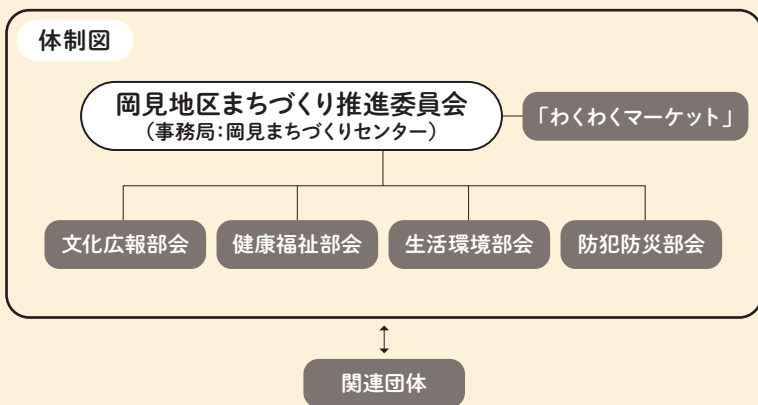 体制図
岡見地区まちづくり推進委員会
（事務局：岡見まちづくりセンター）
「わくわくマーケット」
文化広報部会
健康福祉部会
生活環境部会
防犯防災部会
関連団体